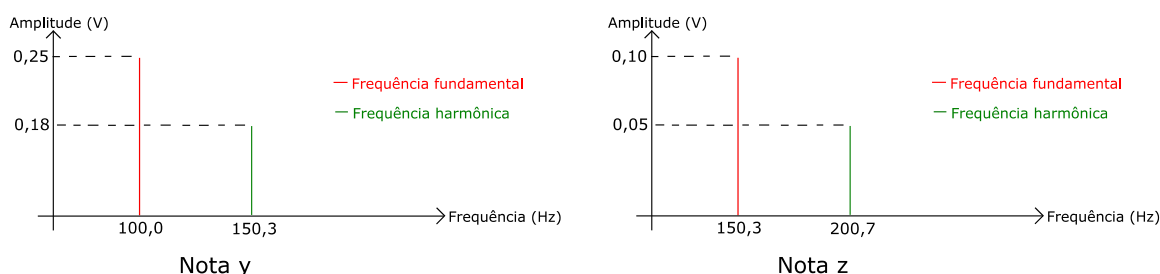 Amplitude (V)
0,25
0,18
Frequência fundamental
Frequência harmônica
100,0
150,3
Frequência (Hz)
Nota y
Amplitude (V)
0,10
0,05
Frequência fundamental
Frequência harmônica
150,3
200,7
Frequência (Hz)
Nota z